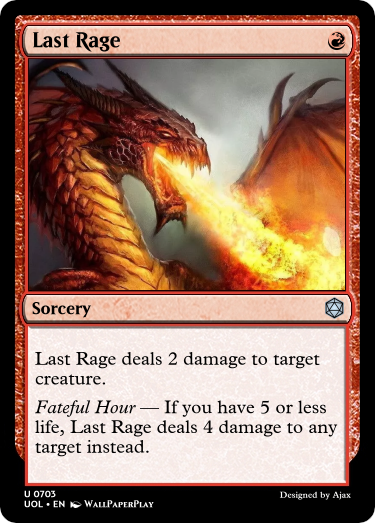 Last Rage
Sorcery
Last Rage deals 2 damage to target
creature.
Fateful Hour — If you have 5 or less
life, Last Rage deals 4 damage to any
target instead.
U 0703
UOL • EN WallPaperPlay
Designed by Ajax